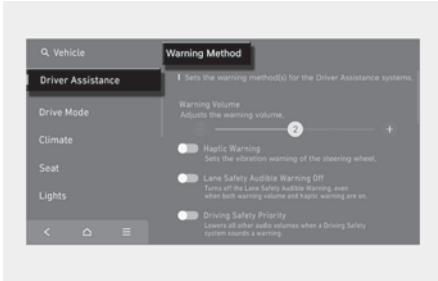 Vehicle
Driver Assistance
Drive Mode
Climate
Seat
Lights
Warning Method
Sets the warning method(s) for the Driver Assistance systems.
Warning Volume
Adjusts the warning volume.
2
+
Haptic Warning
Sets the vibration warning of the steering wheel.
Lane Safety Audible Warning Off
Turns off the Lane Safety Audible Warning, even
when both warning volume and haptic warning are on.
Driving Safety Priority
Lowers all other audio volumes when a Driving Safety
system sounds a warning.